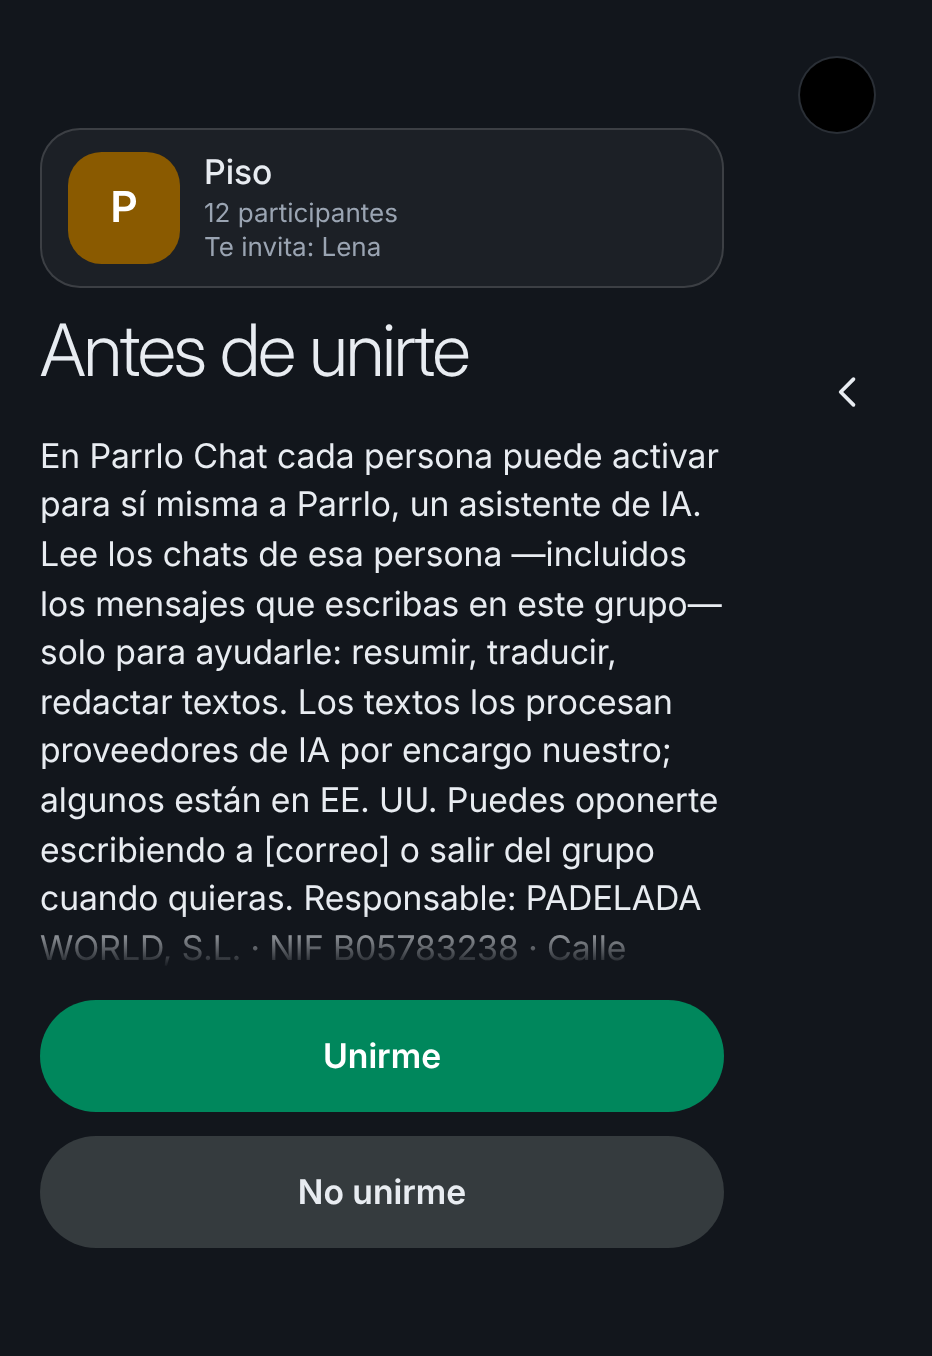 P
Piso
12 participantes
Te invita: Lena
Antes de unirte
En Parrlo Chat cada persona puede activar
para sí misma a Parrlo, un asistente de IA.
Lee los chats de esa persona —incluidos
los mensajes que escribas en este grupo—
solo para ayudarle: resumir, traducir,
redactar textos. Los textos los procesan
proveedores de IA por encargo nuestro;
algunos están en EE. UU. Puedes oponerte
escribiendo a [correo] o salir del grupo
cuando quieras. Responsable: PADELADA
WORLD, S.L. · NIF B05783238 · Calle
Unirme
No unirme